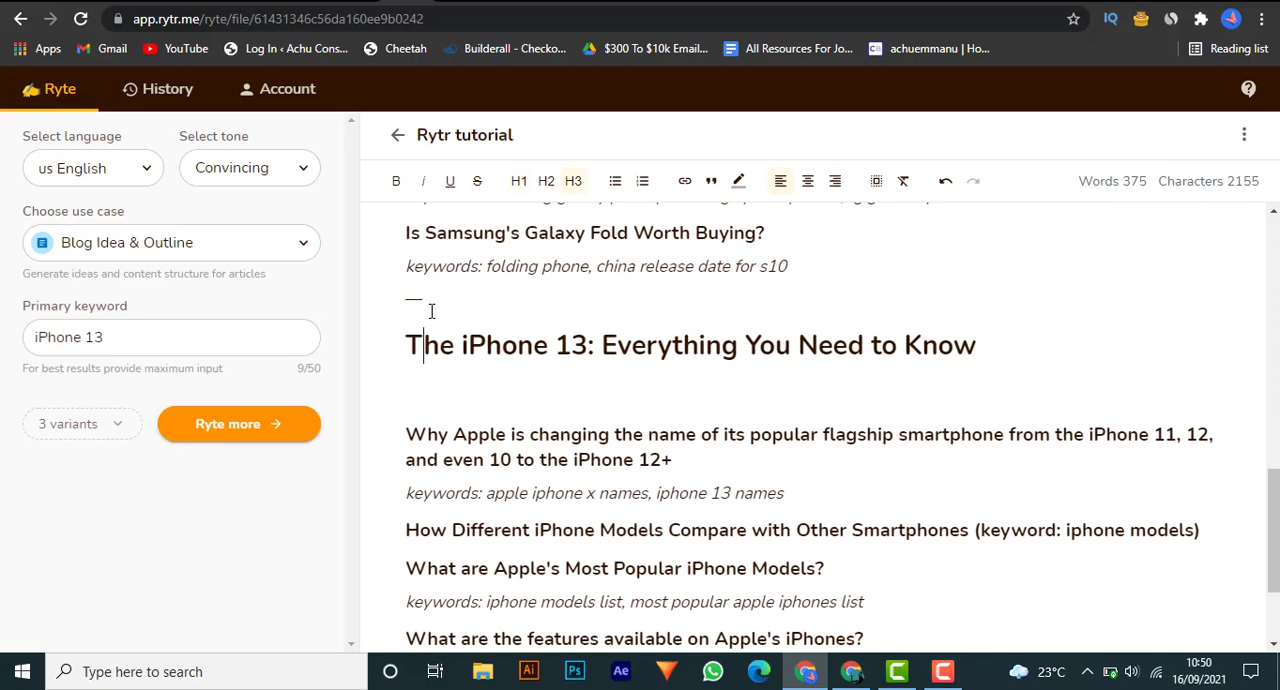 app.rytr.me/ryte/file/61431346c56da160ee9b0242
Apps Gmail YouTube Log In ‹ Achu Cons... Cheetah Builderall - Checko... $300 To $10k Email... All Resources For Jo... achuemmanu | Ho... Reading list
Ryte History Account
Select language Select tone
us English Convincing
Choose use case
Blog Idea & Outline
Generate ideas and content structure for articles
Primary keyword
iPhone 13
For best results provide maximum input 9/50
3 variants Ryte more
Rytr tutorial
B i U S H1 H2 H3 Words 375 Characters 2155
Is Samsung's Galaxy Fold Worth Buying?
keywords: folding phone, china release date for s10
—
The iPhone 13: Everything You Need to Know
Why Apple is changing the name of its popular flagship smartphone from the iPhone 11, 12,
and even 10 to the iPhone 12+
keywords: apple iphone x names, iphone 13 names
How Different iPhone Models Compare with Other Smartphones (keyword: iphone models)
What are Apple's Most Popular iPhone Models?
keywords: iphone models list, most popular apple iphones list
What are the features available on Apple's iPhones?
Type here to search
Ai Ps Ae
23°C
10:50
16/09/2021